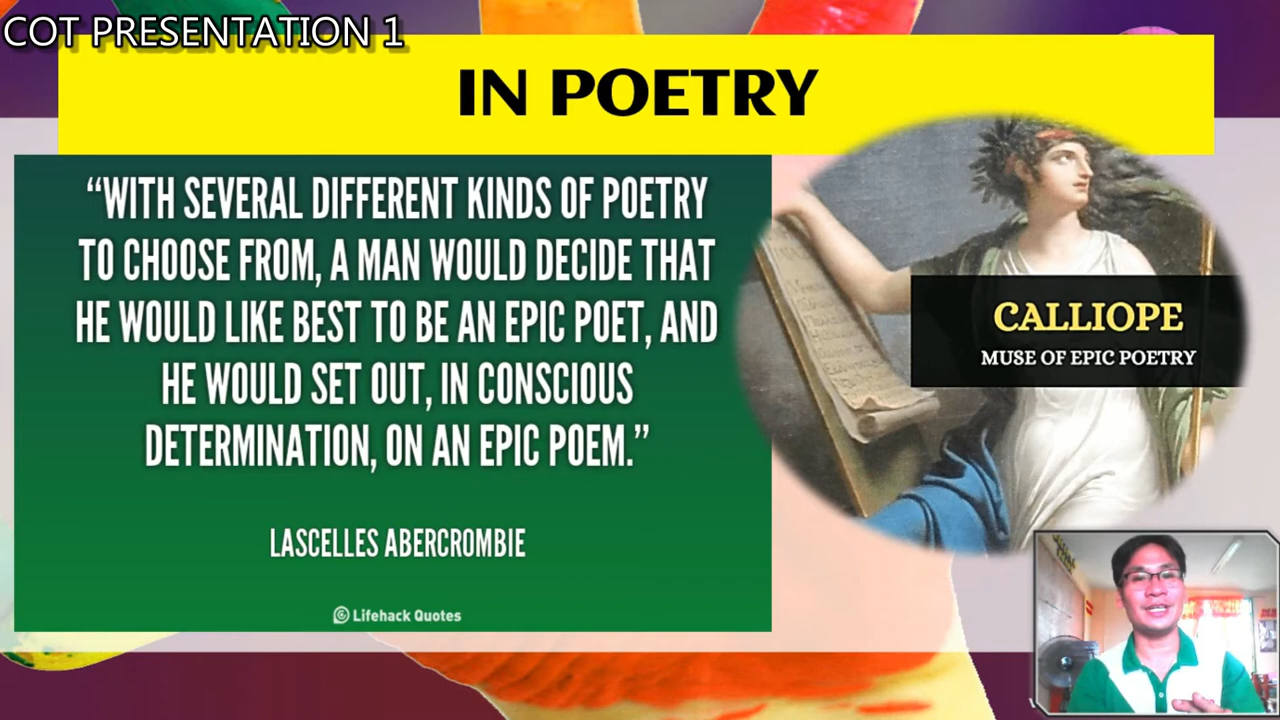 COT PRESENTATION 1
IN POETRY
“WITH SEVERAL DIFFERENT KINDS OF POETRY
TO CHOOSE FROM, A MAN WOULD DECIDE THAT
HE WOULD LIKE BEST TO BE AN EPIC POET, AND
HE WOULD SET OUT, IN CONSCIOUS
DETERMINATION, ON AN EPIC POEM.”
LASCELLES ABERCROMBIE
Lifehack Quotes
CALLIOPE
MUSE OF EPIC POETRY